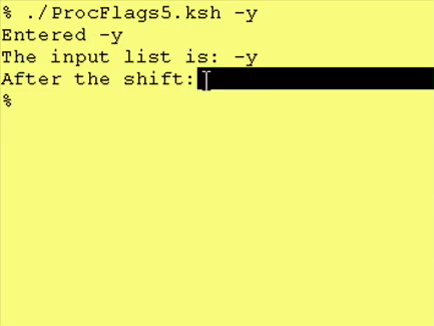 % ./ProcFlags5.ksh -y
Entered -y
The input list is: -y
After the shift:
%